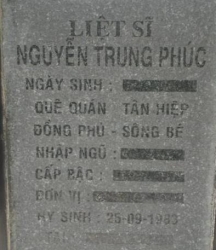 LIỆT SĨ
NGUYỄN TRUNG PHÚC
NGÀY SINH :
QUÊ QUÁN TÂN HIỆP
ĐỒNG PHÚ - SÔNG BÉ
NHẬP NGŨ :
CẤP BẬC :
ĐƠN VỊ :
HY SINH : 25-09-1983